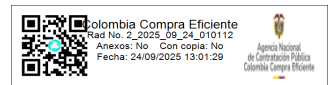 Colombia Compra Eficiente
Rad No. 2_2025_09_24_010112
Anexos: No Con copia: No
Fecha: 24/09/2025 13:01:29
Agencia Nacional
de Contratación Pública
Colombia Compra Eficiente